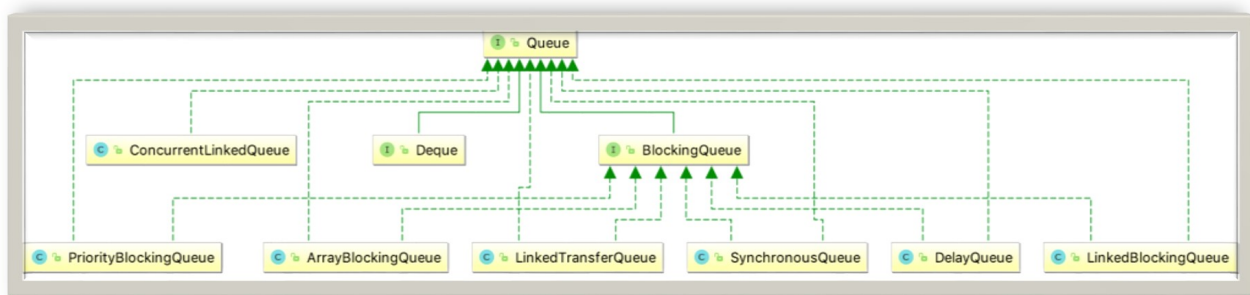 I Queue
C ConcurrentLinkedQueue I Deque I BlockingQueue
C PriorityBlockingQueue C ArrayBlockingQueue C LinkedTransferQueue C SynchronousQueue C DelayQueue C LinkedBlockingQueue